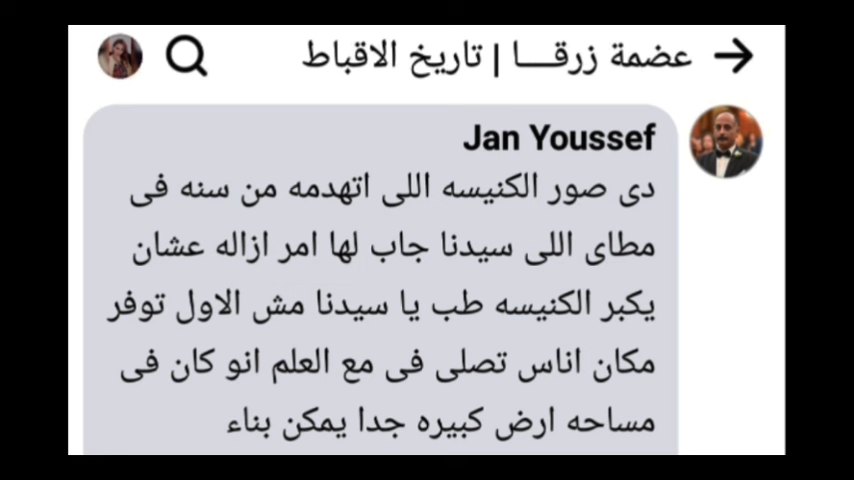 عضمة زرقـــا | تاريخ الاقباط
Jan Youssef
دى صور الكنيسه اللى اتهدمه من سنه فى
مطاى اللى سيدنا جاب لها امر ازاله عشان
يكبر الكنيسه طب يا سيدنا مش الاول توفر
مكان اناس تصلى فى مع العلم انو كان فى
مساحه ارض كبيره جدا يمكن بناء